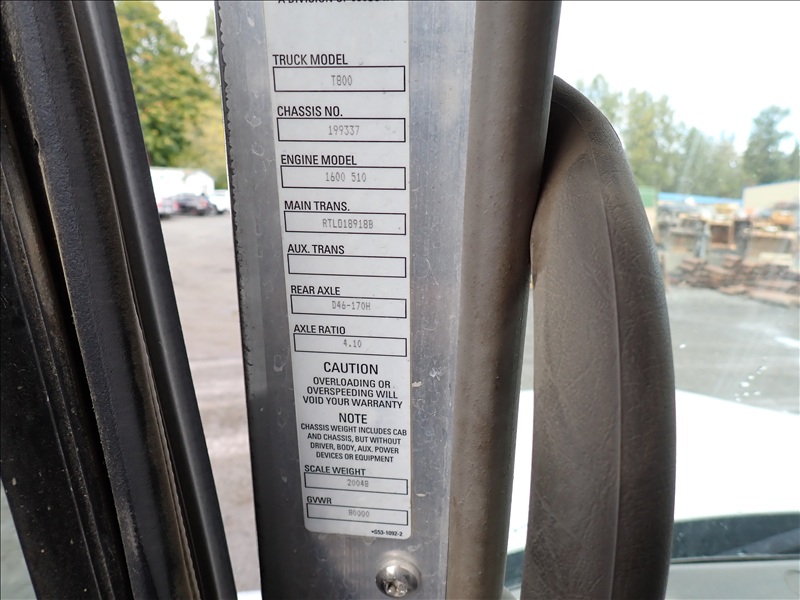 TRUCK MODEL
T800
CHASSIS NO.
199337
ENGINE MODEL
1600 510
MAIN TRANS.
RTLO18918B
AUX. TRANS
REAR AXLE
D46-170H
AXLE RATIO
4.10
CAUTION
OVERLOADING OR
OVERSPEEDING WILL
VOID YOUR WARRANTY
NOTE
CHASSIS WEIGHT INCLUDES CAB
AND CHASSIS, BUT WITHOUT
DRIVER, BODY, AUX. POWER
DEVICES OR EQUIPMENT
SCALE WEIGHT
20048
GVWR